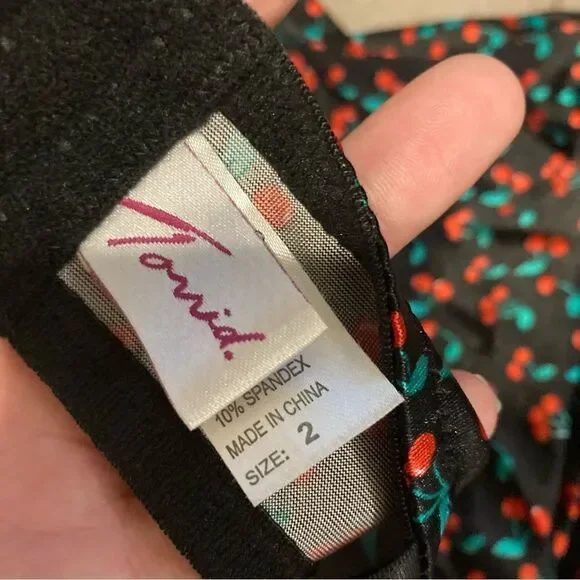 Torrid.
10% SPANDEX
MADE IN CHINA
SIZE: 2